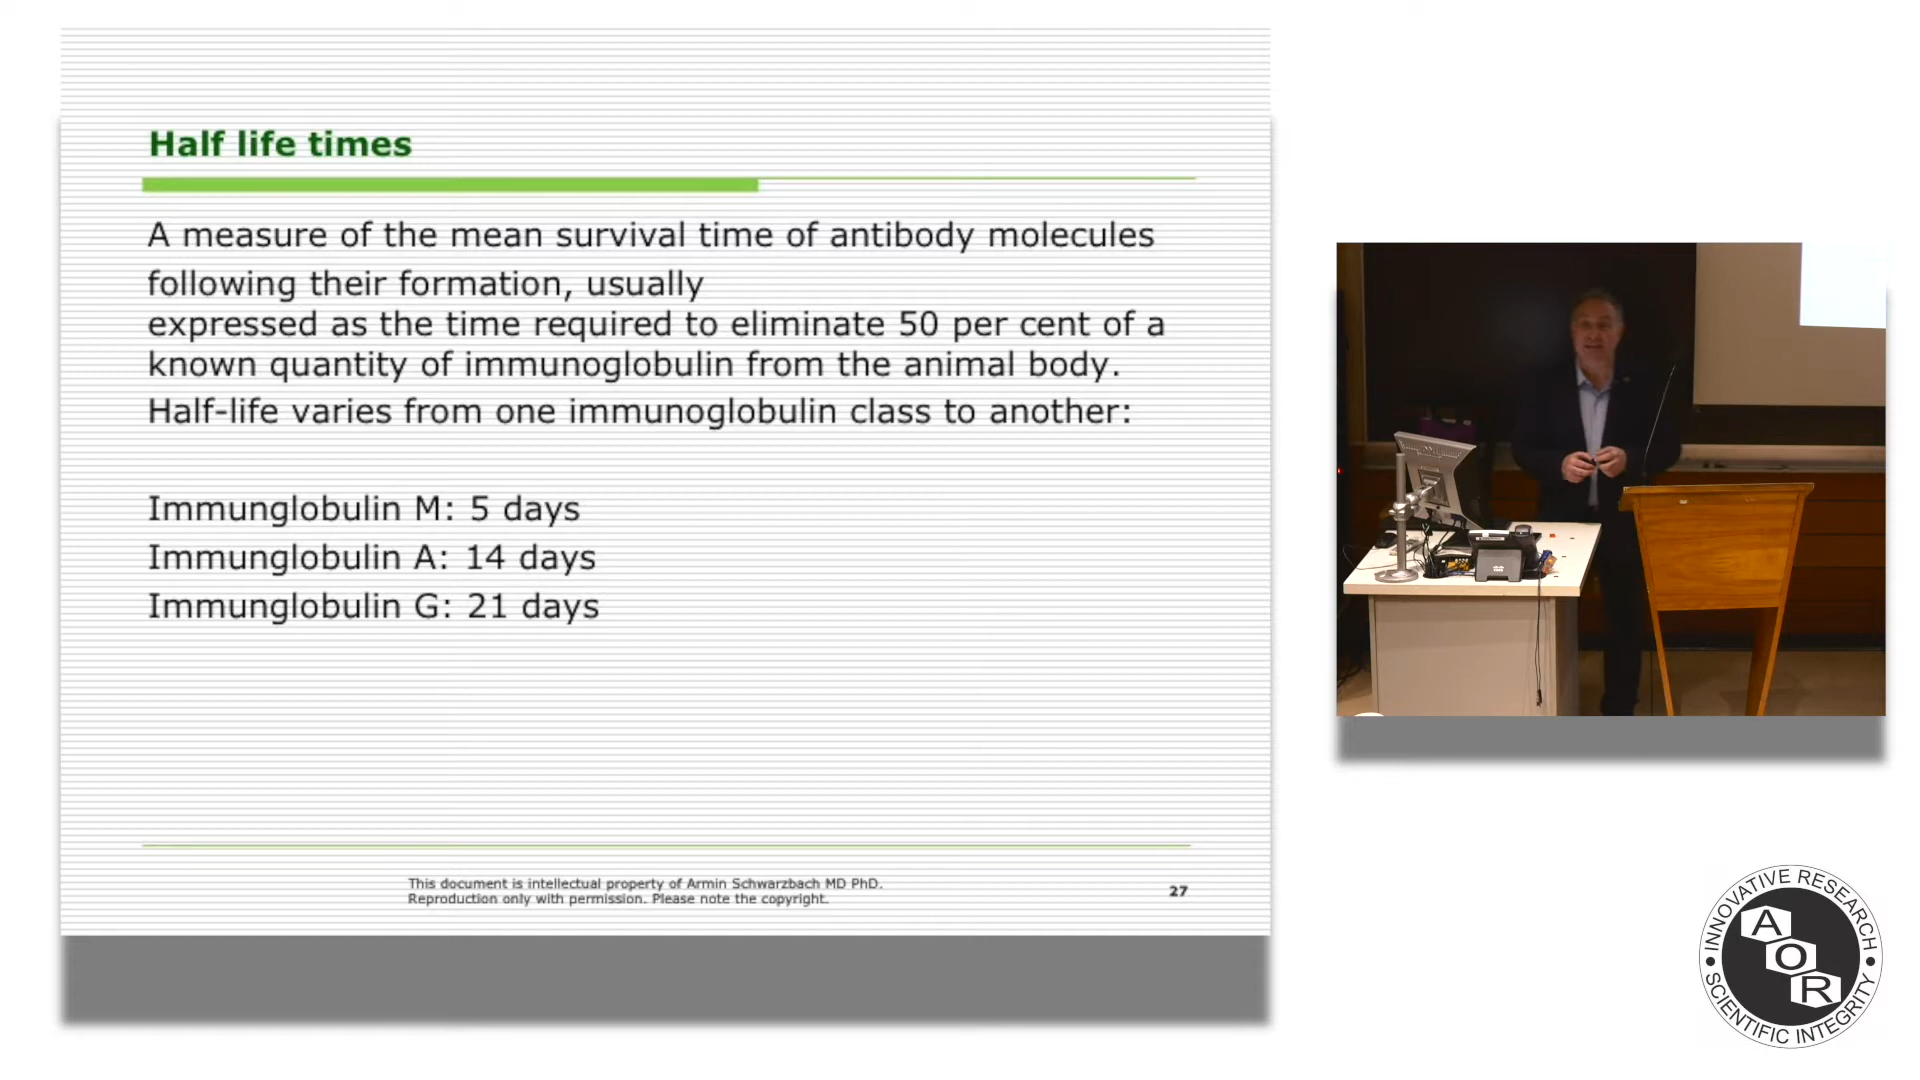 Half life times
A measure of the mean survival time of antibody molecules
following their formation, usually
expressed as the time required to eliminate 50 per cent of a
known quantity of immunoglobulin from the animal body.
Half-life varies from one immunoglobulin class to another:
Immunglobulin M: 5 days
Immunglobulin A: 14 days
Immunglobulin G: 21 days
This document is intellectual property of Armin Schwarzbach MD PhD.
Reproduction only with permission. Please note the copyright.
27
INNOVATIVE RESEARCH
AOR
SCIENTIFIC INTEGRITY